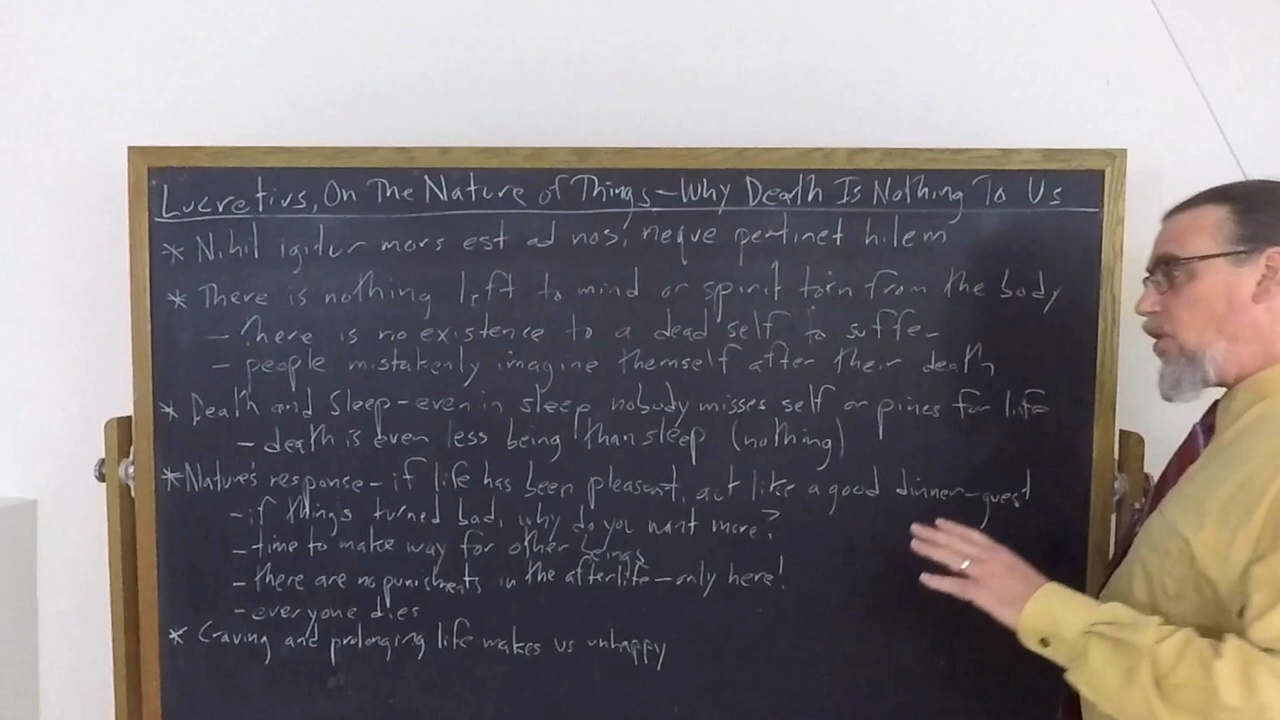 Lucretius, On The Nature of Things - Why Death Is Nothing To Us
* Nihil igitur mors est ad nos, neque pertinet hilem
* There is nothing left to mind or spirit torn from the body
- There is no existence to a dead self to suffer
- people mistakenly imagine themself after their death
* Death and Sleep - even in sleep nobody misses self or pines for life
- death is even less being than sleep (nothing)
* Nature's response - if life has been pleasant, act like a good dinner-guest
- if things turned bad, why do you want more?
- time to make way for other beings
- there are no punishments in the afterlife - only here!
- everyone dies
* Craving and prolonging life makes us unhappy